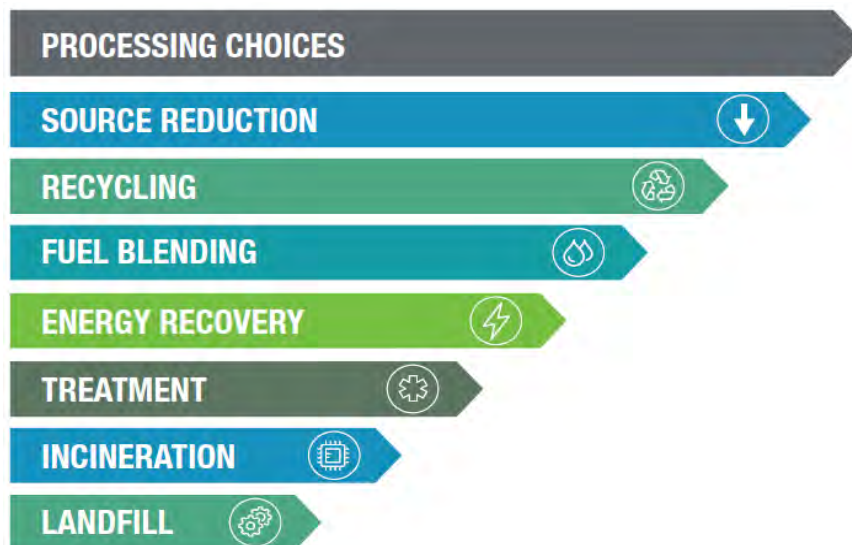 PROCESSING CHOICES
SOURCE REDUCTION
RECYCLING
FUEL BLENDING
ENERGY RECOVERY
TREATMENT
INCINERATION
LANDFILL